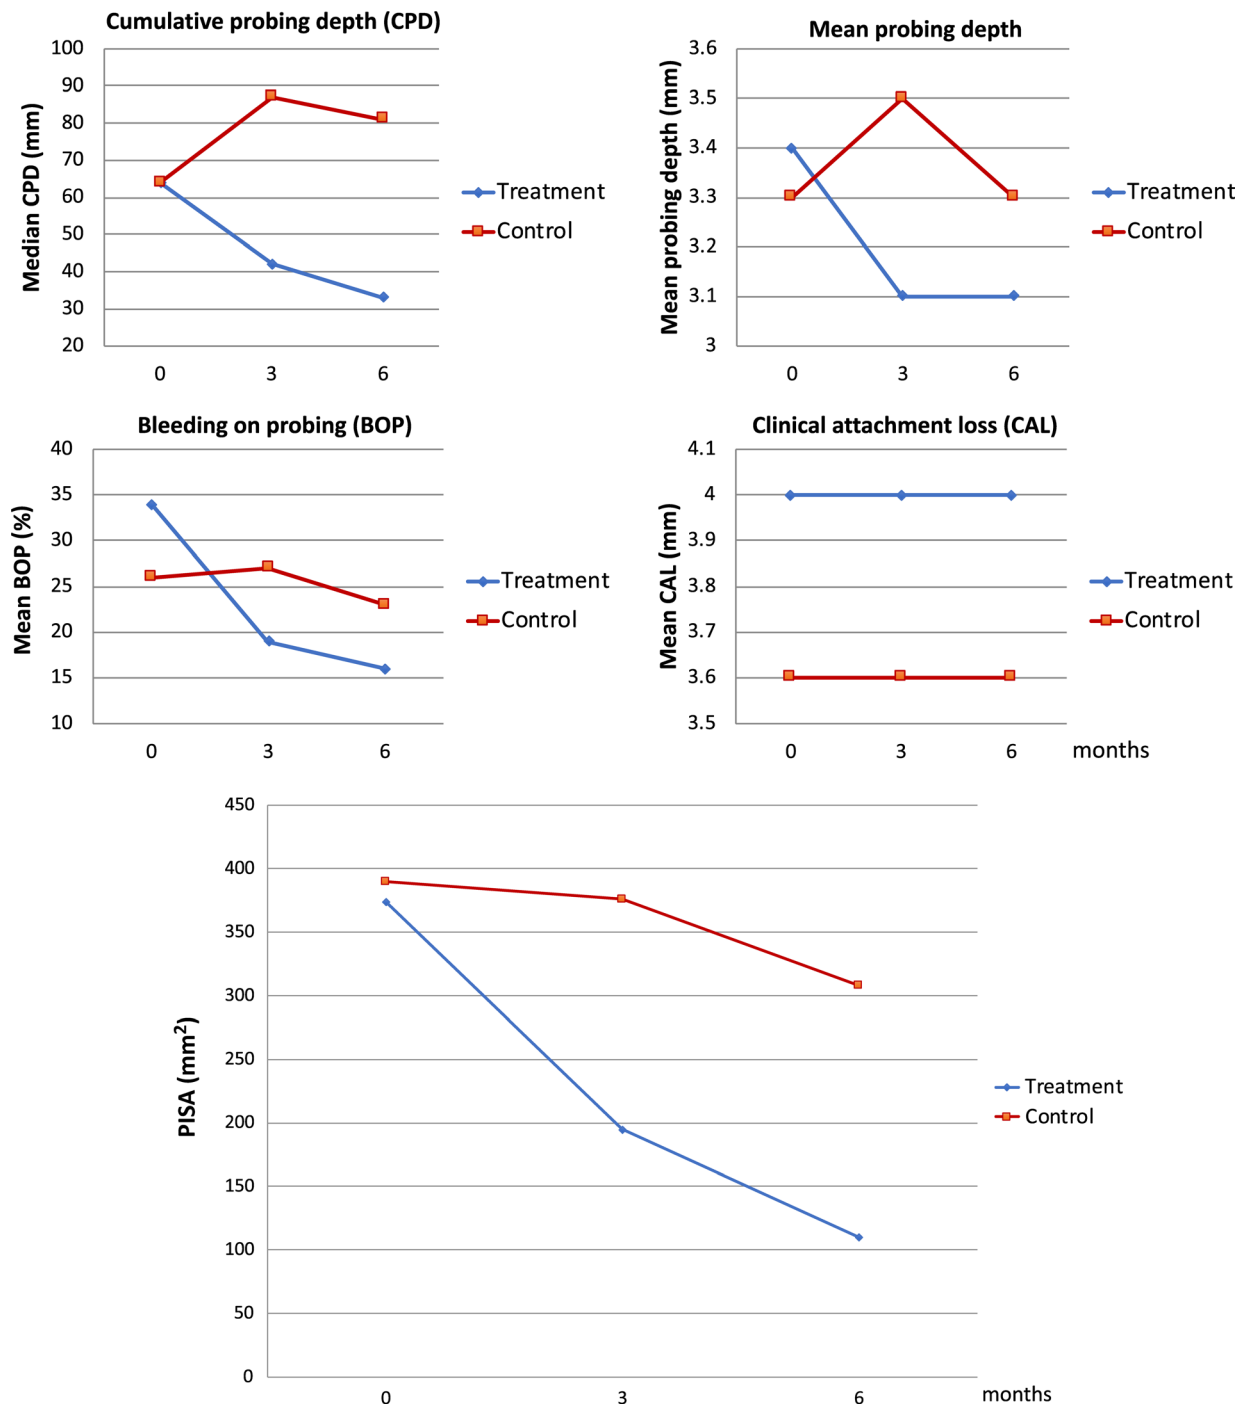 Cumulative probing depth (CPD)
Median CPD (mm)
100
90
80
70
60
50
40
30
20
0 3 6
Treatment
Control
Mean probing depth
Mean probing depth (mm)
3.6
3.5
3.4
3.3
3.2
3.1
3
0 3 6
Treatment
Control
Bleeding on probing (BOP)
Mean BOP (%)
40
35
30
25
20
15
10
0 3 6
Treatment
Control
Clinical attachment loss (CAL)
Mean CAL (mm)
4.1
4
3.9
3.8
3.7
3.6
3.5
0 3 6 months
Treatment
Control
PISA (mm²)
450
400
350
300
250
200
150
100
50
0
0 3 6 months
Treatment
Control